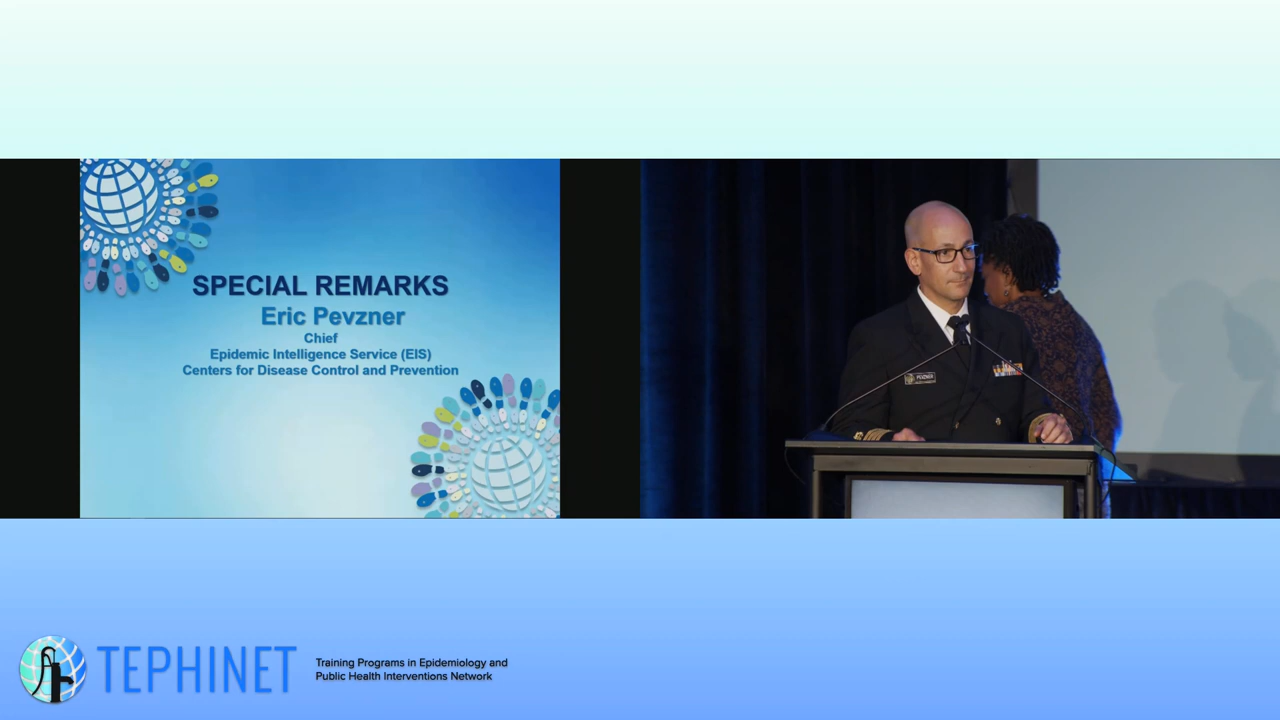 SPECIAL REMARKS
Eric Pevzner
Chief
Epidemic Intelligence Service (EIS)
Centers for Disease Control and Prevention
PEVZNER
TEPHINET
Training Programs in Epidemiology and
Public Health Interventions Network